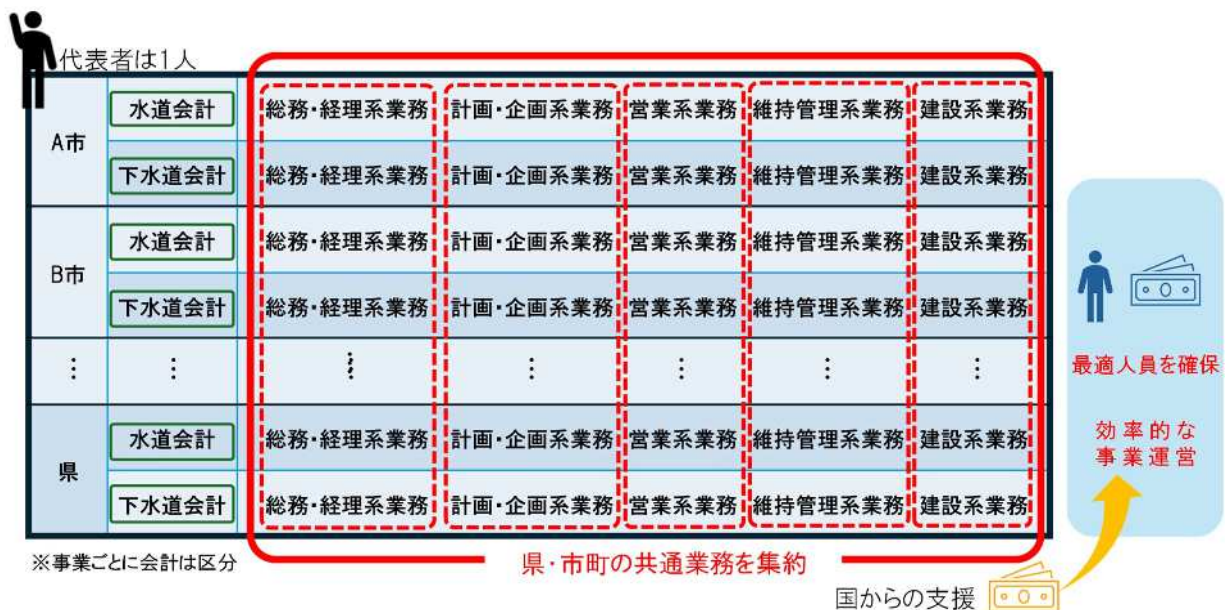 代表者は1人
A市
水道会計
総務・経理系業務
計画・企画系業務
営業系業務
維持管理系業務
建設系業務
下水道会計
総務・経理系業務
計画・企画系業務
営業系業務
維持管理系業務
建設系業務
B市
水道会計
総務・経理系業務
計画・企画系業務
営業系業務
維持管理系業務
建設系業務
下水道会計
総務・経理系業務
計画・企画系業務
営業系業務
維持管理系業務
建設系業務
⋮
⋮
⋮
⋮
⋮
⋮
⋮
県
水道会計
総務・経理系業務
計画・企画系業務
営業系業務
維持管理系業務
建設系業務
下水道会計
総務・経理系業務
計画・企画系業務
営業系業務
維持管理系業務
建設系業務
最適人員を確保
効率的な
事業運営
※事業ごとに会計は区分
県・市町の共通業務を集約
国からの支援